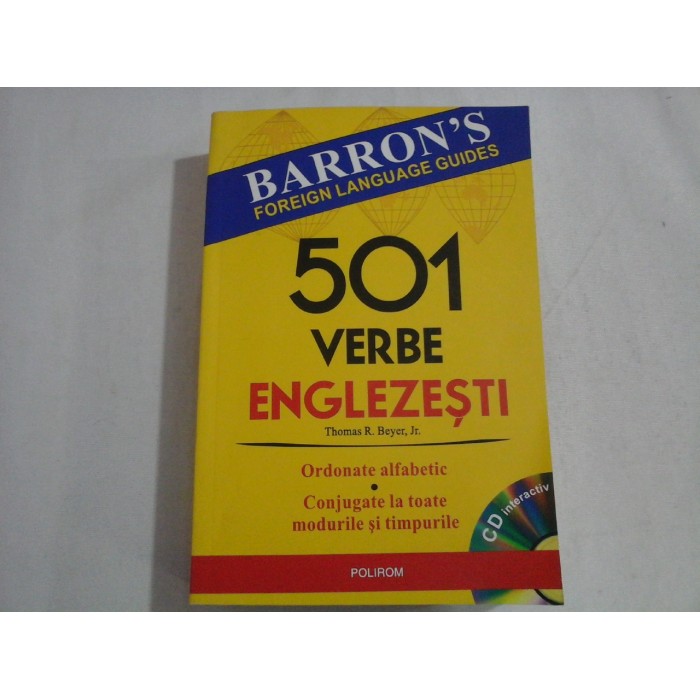 BARRON'S
FOREIGN LANGUAGE GUIDES
501
VERBE
ENGLEZEȘTI
Thomas R. Beyer, Jr.
Ordonate alfabetic
•
Conjugate la toate
modurile și timpurile
CD interactiv
POLIROM